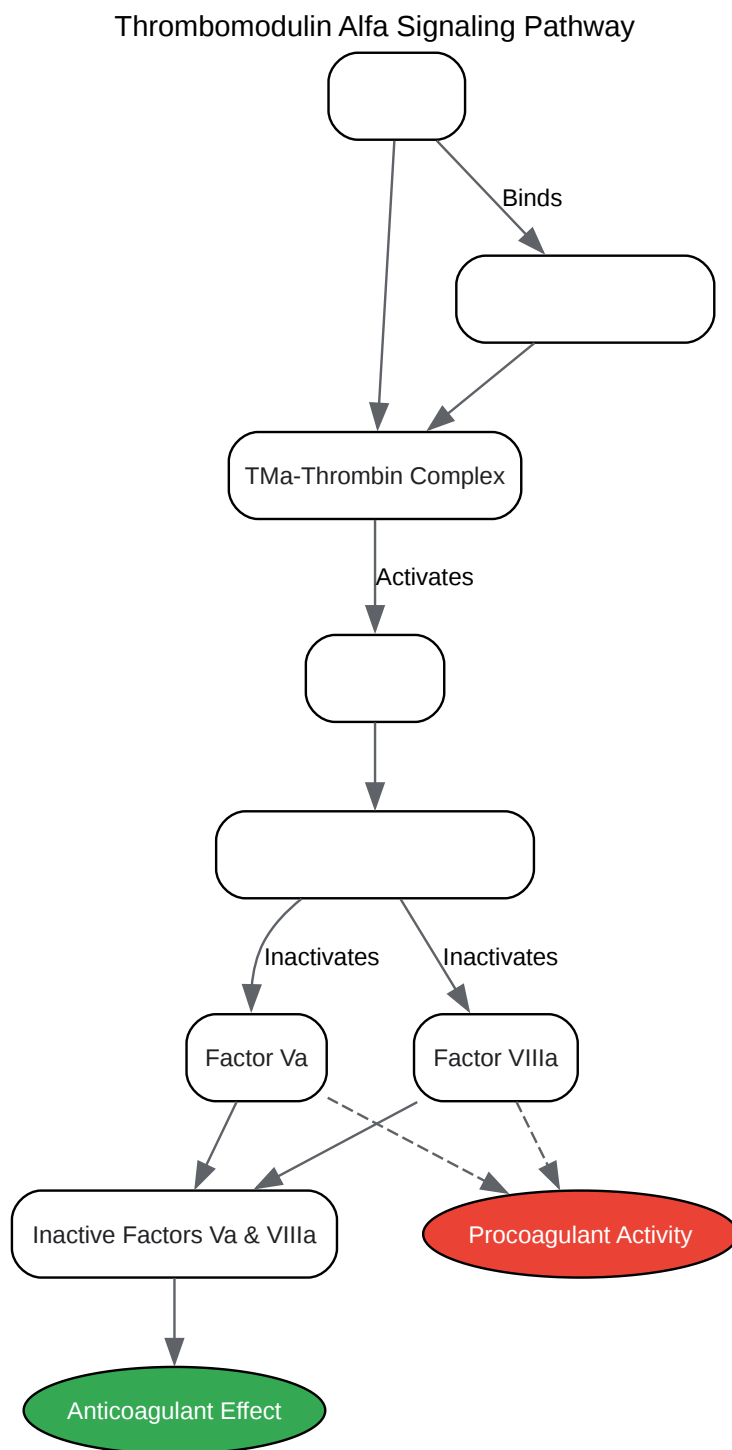 Thrombomodulin Alfa Signaling Pathway
Binds
TMa-Thrombin Complex
Activates
Inactivates
Inactivates
Factor Va
Factor VIIIa
Inactive Factors Va & VIIIa
Procoagulant Activity
Anticoagulant Effect